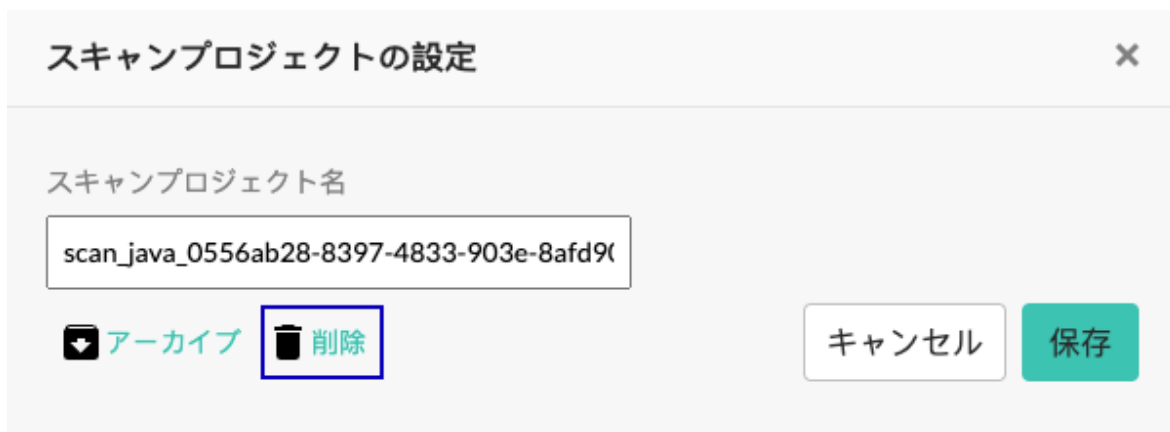 スキャンプロジェクトの設定
スキャンプロジェクト名
scan_java_0556ab28-8397-4833-903e-8afd9
アーカイブ 削除 キャンセル 保存